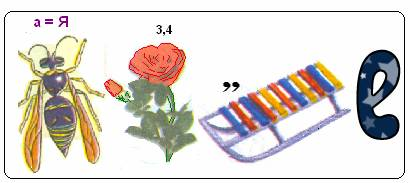 а = Я
3,4
,,
е